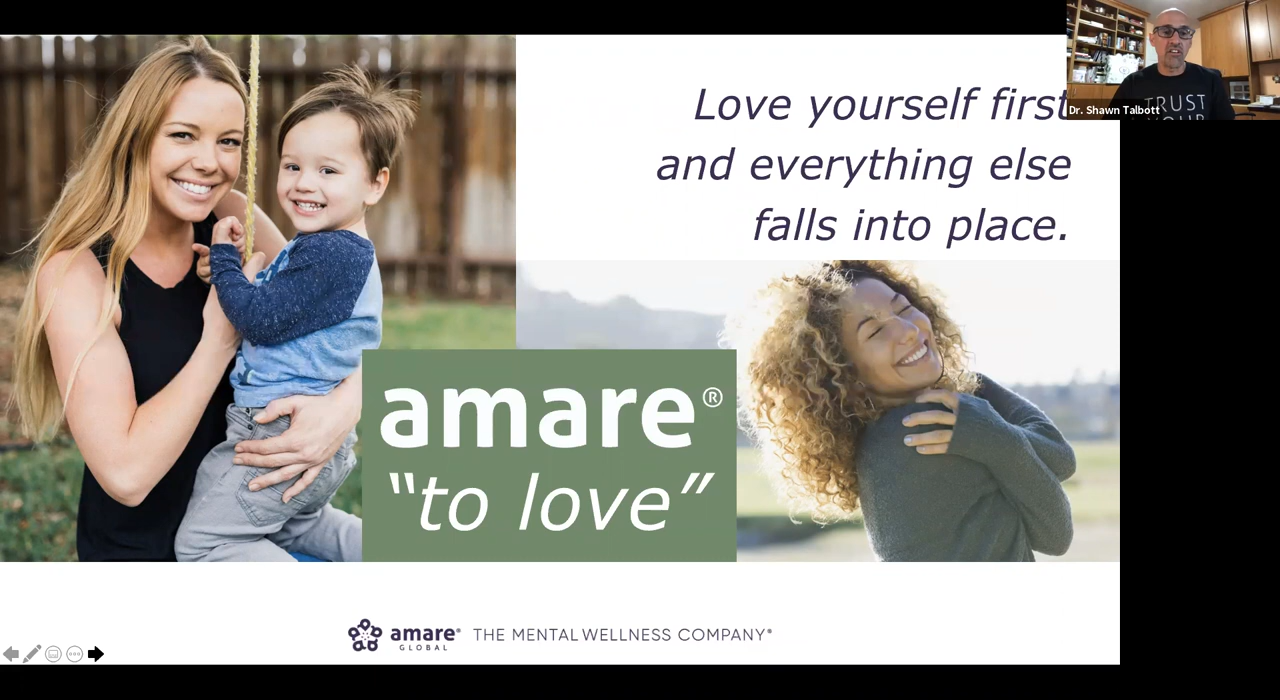 Love yourself first
and everything else
falls into place.
Dr. Shawn Talbott
TRUST
YOUR
amare®
“to love”
amare®
GLOBAL
THE MENTAL WELLNESS COMPANY®